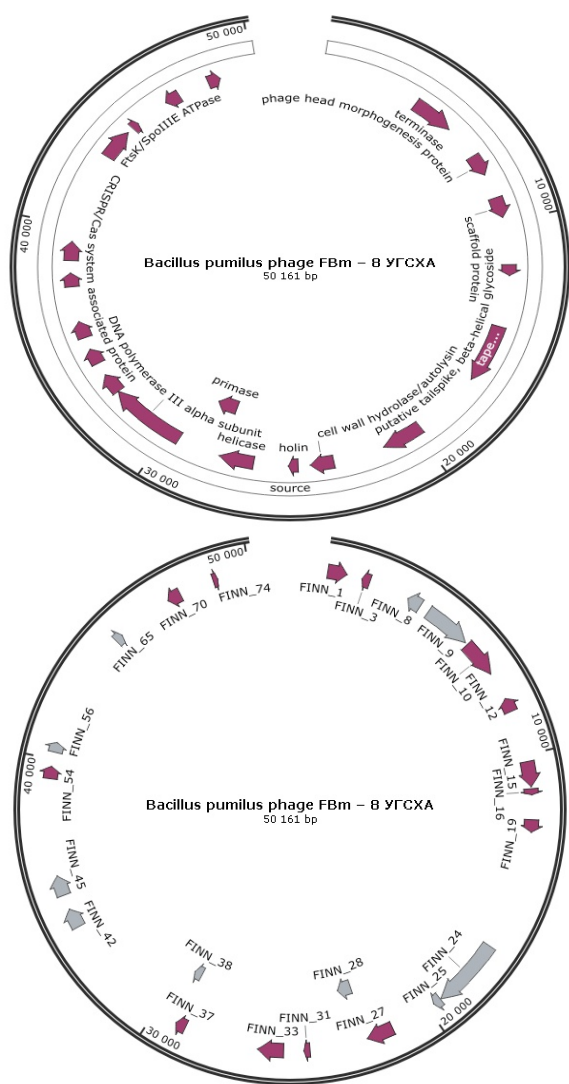 50 000
10 000
20 000
30 000
40 000
phage head morphogenesis protein
terminase
scaffold protein
tape...
putative tailspike, beta-helical glycoside
cell wall hydrolase/autolysin
holin
source
helicase
primase
DNA polymerase III alpha subunit
CRISPR/Cas system associated protein
FtsK/SpoIIIE ATPase
Bacillus pumilus phage FBm – 8 УГСХА
50 161 bp
50 000
10 000
20 000
30 000
40 000
FINN_1
FINN_3
FINN_8
FINN_9
FINN_10
FINN_12
FINN_15
FINN_16
FINN_19
FINN_24
FINN_25
FINN_27
FINN_28
FINN_31
FINN_33
FINN_37
FINN_38
FINN_42
FINN_45
FINN_54
FINN_56
FINN_65
FINN_70
FINN_74
Bacillus pumilus phage FBm – 8 УГСХА
50 161 bp